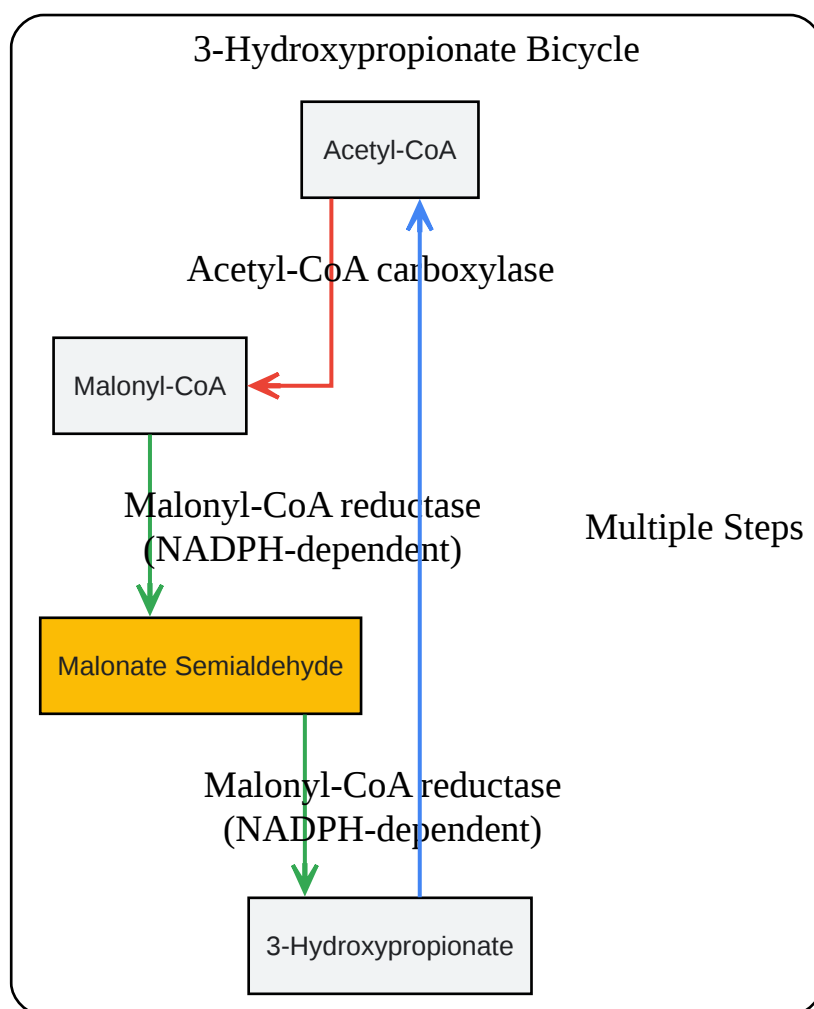 3-Hydroxypropionate Bicycle
Acetyl-CoA
Acetyl-CoA carboxylase
Malonyl-CoA
Malonyl-CoA reductase
(NADPH-dependent)
Multiple Steps
Malonate Semialdehyde
Malonyl-CoA reductase
(NADPH-dependent)
3-Hydroxypropionate